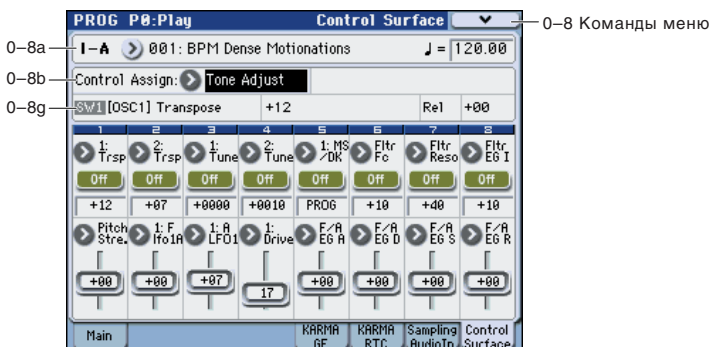 PROG P0:Play Control Surface
0–8 Команды меню
0–8a
I–A 001: BPM Dense Motionations ♩= 120.00
0–8b
Control Assign: Tone Adjust
0–8g
SW1 [OSC1] Transpose +12 Rel +00
1 2 3 4 5 6 7 8
1: Trsp 2: Trsp 1: Tune 2: Tune 1: MS /DK Fltr Fc Fltr Reso Fltr EG I
Off Off Off Off Off Off Off Off
+12 +07 +0000 +0010 PROG +10 +40 +10
Pitch Stre. 1: F lfo1A 1: A LFO1 1: Drive F/A EG A F/A EG D F/A EG S F/A EG R
+00 +00 +07 17 +00 +00 +00 +00
Main KARMA GE KARMA RTC Sampling AudioIn Control Surface